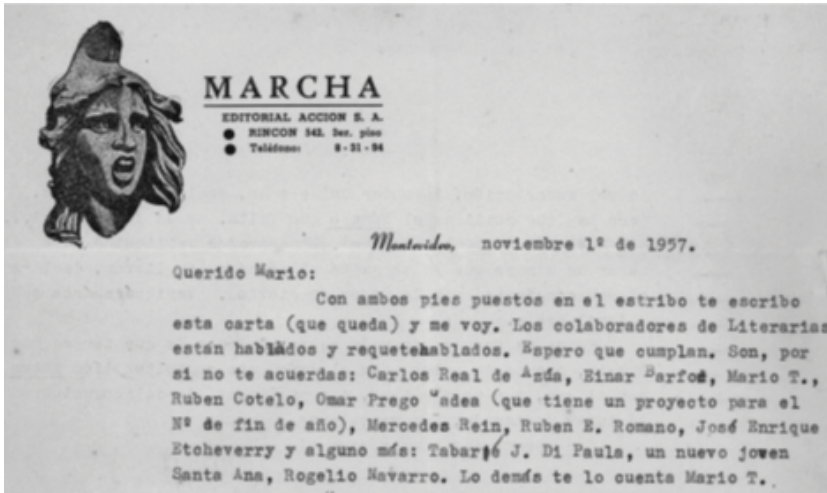 MARCHA
EDITORIAL ACCION S. A.
● RINCON 542. 3er. piso
● Teléfono: 8-31-94
Montevideo, noviembre 1º de 1957.
Querido Mario:
Con ambos pies puestos en el estribo te escribo
esta carta (que queda) y me voy. Los colaboradores de Literarias
están hablados y requetehablados. Espero que cumplan. Son, por
si no te acuerdas: Carlos Real de Azúa, Einar Barfod, Mario T.,
Ruben Cotelo, Omar Prego Gadea (que tiene un proyecto para el
Nº de fin de año), Mercedes Rein, Ruben E. Romano, José Enrique
Etcheverry y alguno más: Tabaré J. Di Paula, un nuevo joven
Santa Ana, Rogelio Navarro. Lo demás te lo cuenta Mario T.